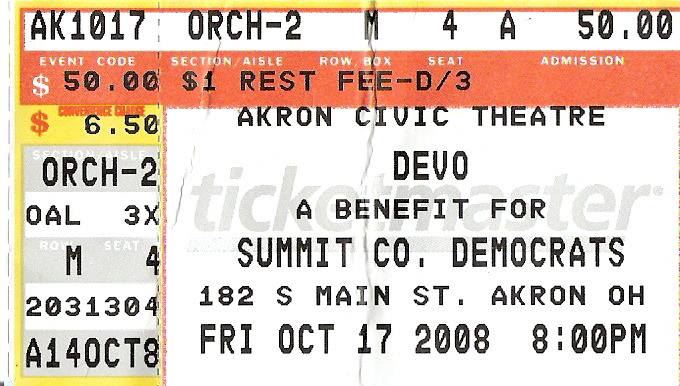 AK1017 ORCH-2 M 4 A 50.00
EVENT CODE SECTION/AISLE ROW/BOX SEAT ADMISSION
$ 50.00 $1 REST FEE-D/3
CONVENIENCE CHARGE
$ 6.50 AKRON CIVIC THEATRE
SECTION/AISLE
ORCH-2 DEVO
ticketmaster®
OAL 3X A BENEFIT FOR
ROW SEAT
M 4 SUMMIT CO. DEMOCRATS
2031304 182 S MAIN ST. AKRON OH
A14OCT8 FRI OCT 17 2008 8:00PM